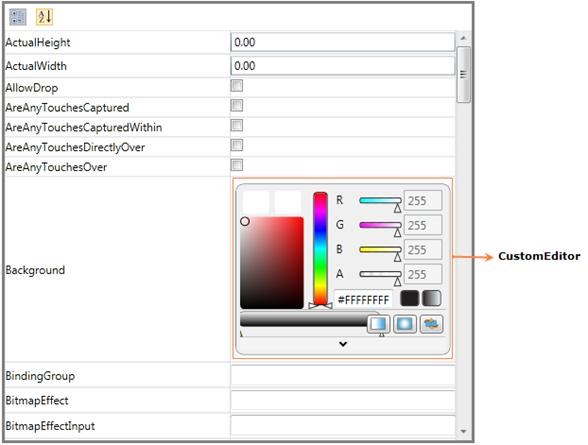 A
Z
ActualHeight 0.00
ActualWidth 0.00
AllowDrop
AreAnyTouchesCaptured
AreAnyTouchesCapturedWithin
AreAnyTouchesDirectlyOver
AreAnyTouchesOver
Background
R 255
G 255
B 255
A 255
#FFFFFFFF
CustomEditor
BindingGroup
BitmapEffect
BitmapEffectInput